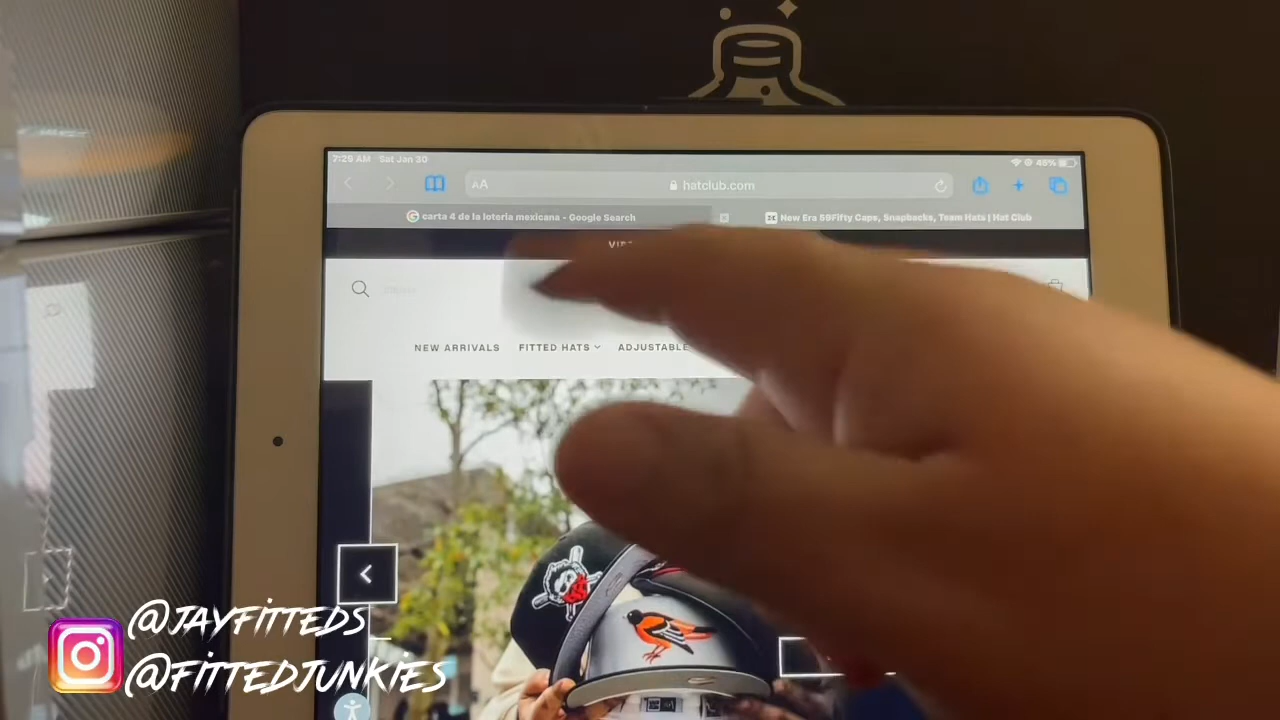 7:29 AM Sat Jan 30
45%
AA
hatclub.com
carta 4 de la loteria mexicana - Google Search
New Era 59Fifty Caps, Snapbacks, Team Hats | Hat Club
NEW ARRIVALS FITTED HATS ADJUSTABLE
@JAYFITTEDS
@FITTEDJUNKIES